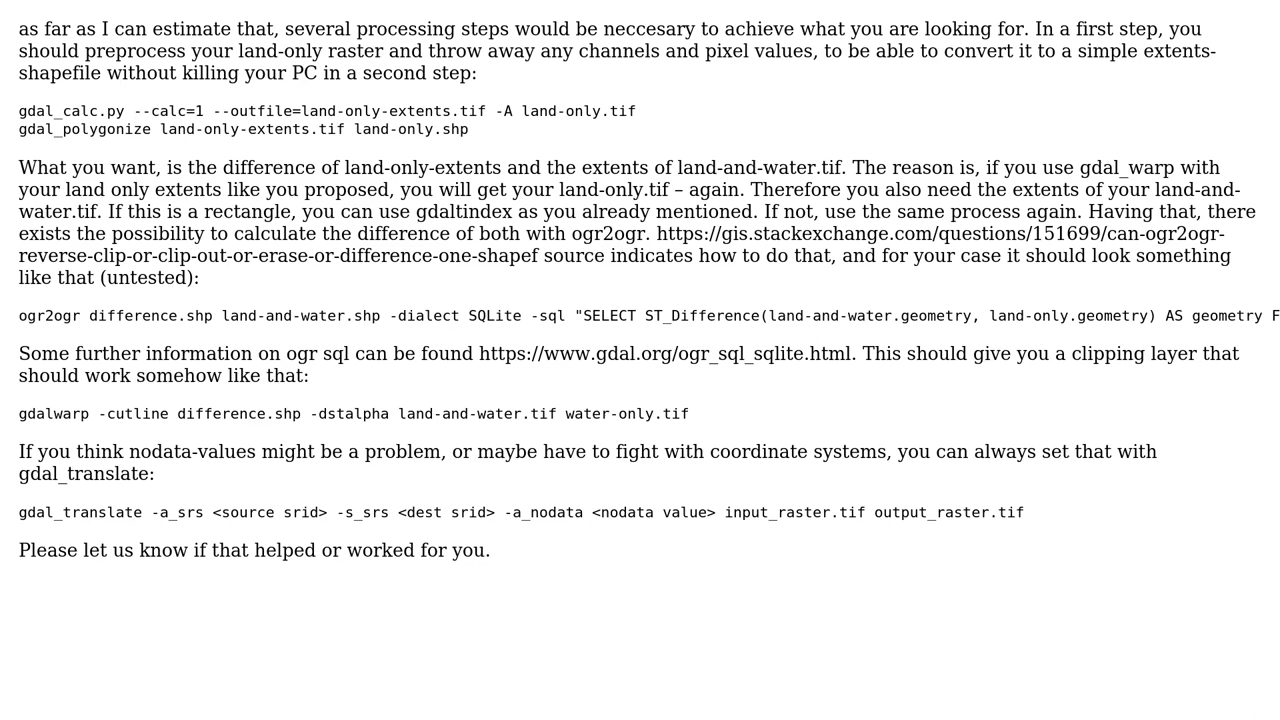 as far as I can estimate that, several processing steps would be neccesary to achieve what you are looking for. In a first step, you
should preprocess your land-only raster and throw away any channels and pixel values, to be able to convert it to a simple extents-
shapefile without killing your PC in a second step:
gdal_calc.py --calc=1 --outfile=land-only-extents.tif -A land-only.tif
gdal_polygonize land-only-extents.tif land-only.shp
What you want, is the difference of land-only-extents and the extents of land-and-water.tif. The reason is, if you use gdal_warp with
your land only extents like you proposed, you will get your land-only.tif – again. Therefore you also need the extents of your land-and-
water.tif. If this is a rectangle, you can use gdaltindex as you already mentioned. If not, use the same process again. Having that, there
exists the possibility to calculate the difference of both with ogr2ogr. https://gis.stackexchange.com/questions/151699/can-ogr2ogr-
reverse-clip-or-clip-out-or-erase-or-difference-one-shapef source indicates how to do that, and for your case it should look something
like that (untested):
ogr2ogr difference.shp land-and-water.shp -dialect SQLite -sql "SELECT ST_Difference(land-and-water.geometry, land-only.geometry) AS geometry F
Some further information on ogr sql can be found https://www.gdal.org/ogr_sql_sqlite.html. This should give you a clipping layer that
should work somehow like that:
gdalwarp -cutline difference.shp -dstalpha land-and-water.tif water-only.tif
If you think nodata-values might be a problem, or maybe have to fight with coordinate systems, you can always set that with
gdal_translate:
gdal_translate -a_srs <source srid> -s_srs <dest srid> -a_nodata <nodata value> input_raster.tif output_raster.tif
Please let us know if that helped or worked for you.